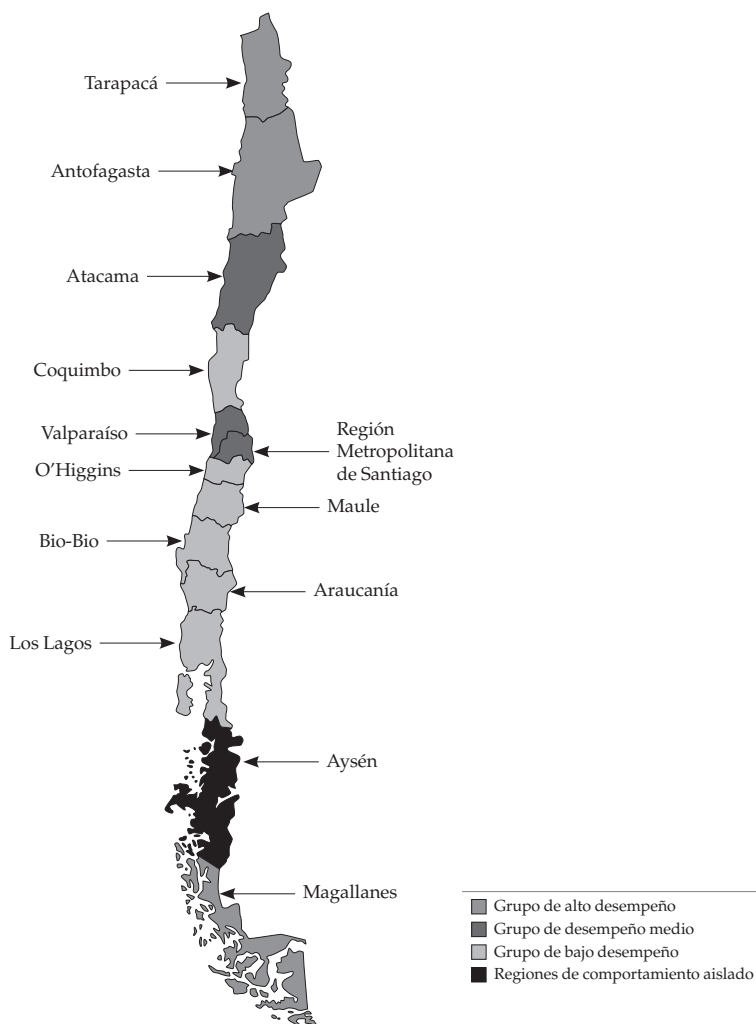 Tarapacá
Antofagasta
Atacama
Coquimbo
Valparaíso
Región
Metropolitana
de Santiago
O’Higgins
Maule
Bio-Bio
Araucanía
Los Lagos
Aysén
Magallanes
Grupo de alto desempeño
Grupo de desempeño medio
Grupo de bajo desempeño
Regiones de comportamiento aislado